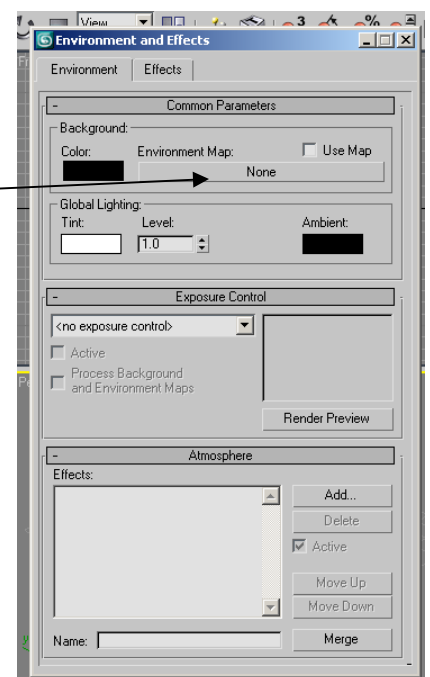 View
3
%
Environment and Effects
Environment Effects
- Common Parameters
Background:
Color: Environment Map: Use Map
None
Global Lighting:
Tint: Level: Ambient:
1.0
- Exposure Control
<no exposure control>
Active
Process Background
and Environment Maps
Render Preview
- Atmosphere
Effects:
Add...
Delete
Active
Move Up
Move Down
Name: Merge